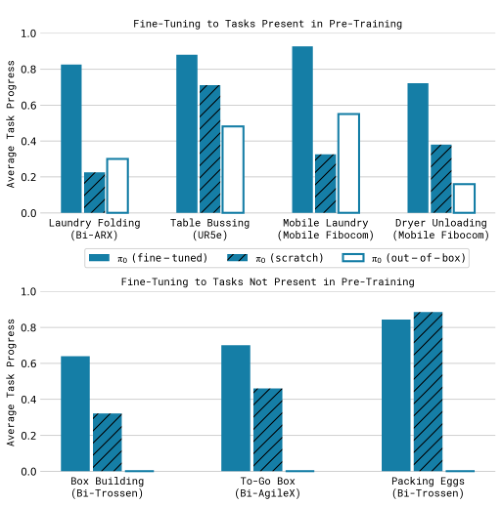 Fine-Tuning to Tasks Present in Pre-Training
1.0
0.8
0.6
0.4
0.2
0.0
Average Task Progress
Laundry Folding
(Bi-ARX)
Table Bussing
(UR5e)
Mobile Laundry
(Mobile Fibocom)
Dryer Unloading
(Mobile Fibocom)
π₀ (fine-tuned)
π₀ (scratch)
π₀ (out-of-box)
Fine-Tuning to Tasks Not Present in Pre-Training
1.0
0.8
0.6
0.4
0.2
0.0
Average Task Progress
Box Building
(Bi-Trossen)
To-Go Box
(Bi-AgileX)
Packing Eggs
(Bi-Trossen)